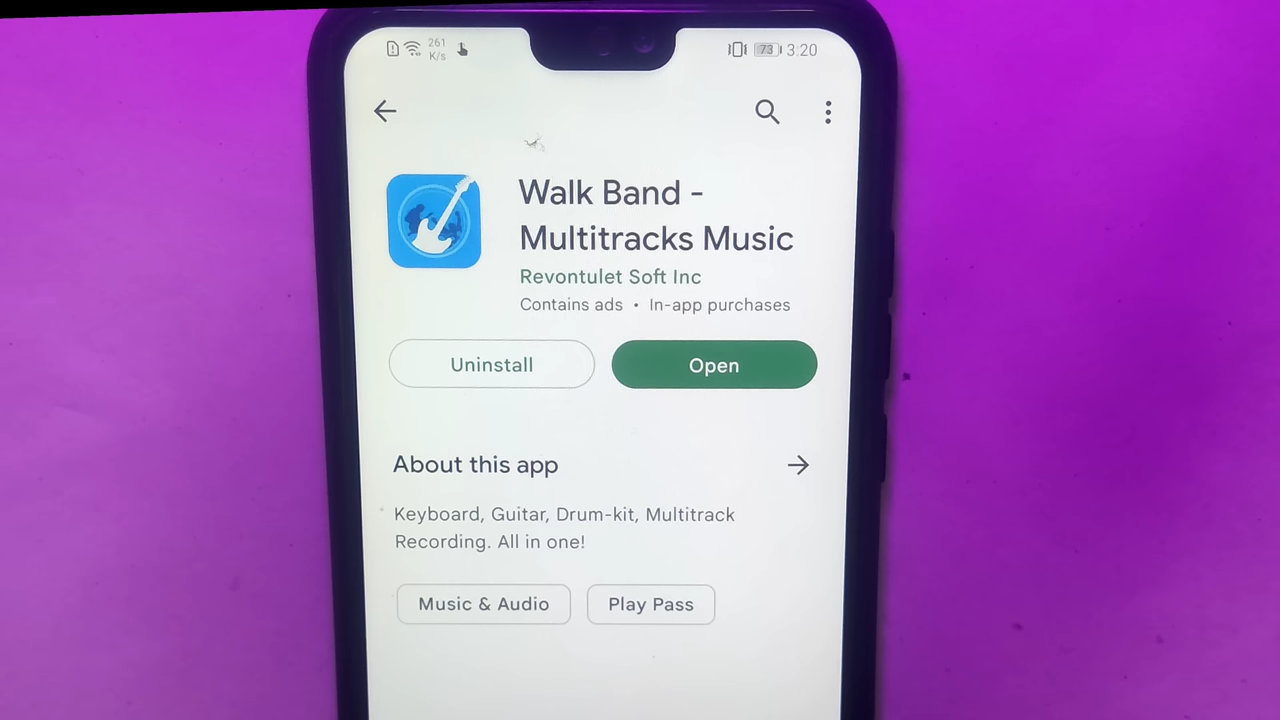 261
K/s
73 3:20
Walk Band -
Multitracks Music
Revontulet Soft Inc
Contains ads • In-app purchases
Uninstall
Open
About this app
Keyboard, Guitar, Drum-kit, Multitrack
Recording. All in one!
Music & Audio
Play Pass